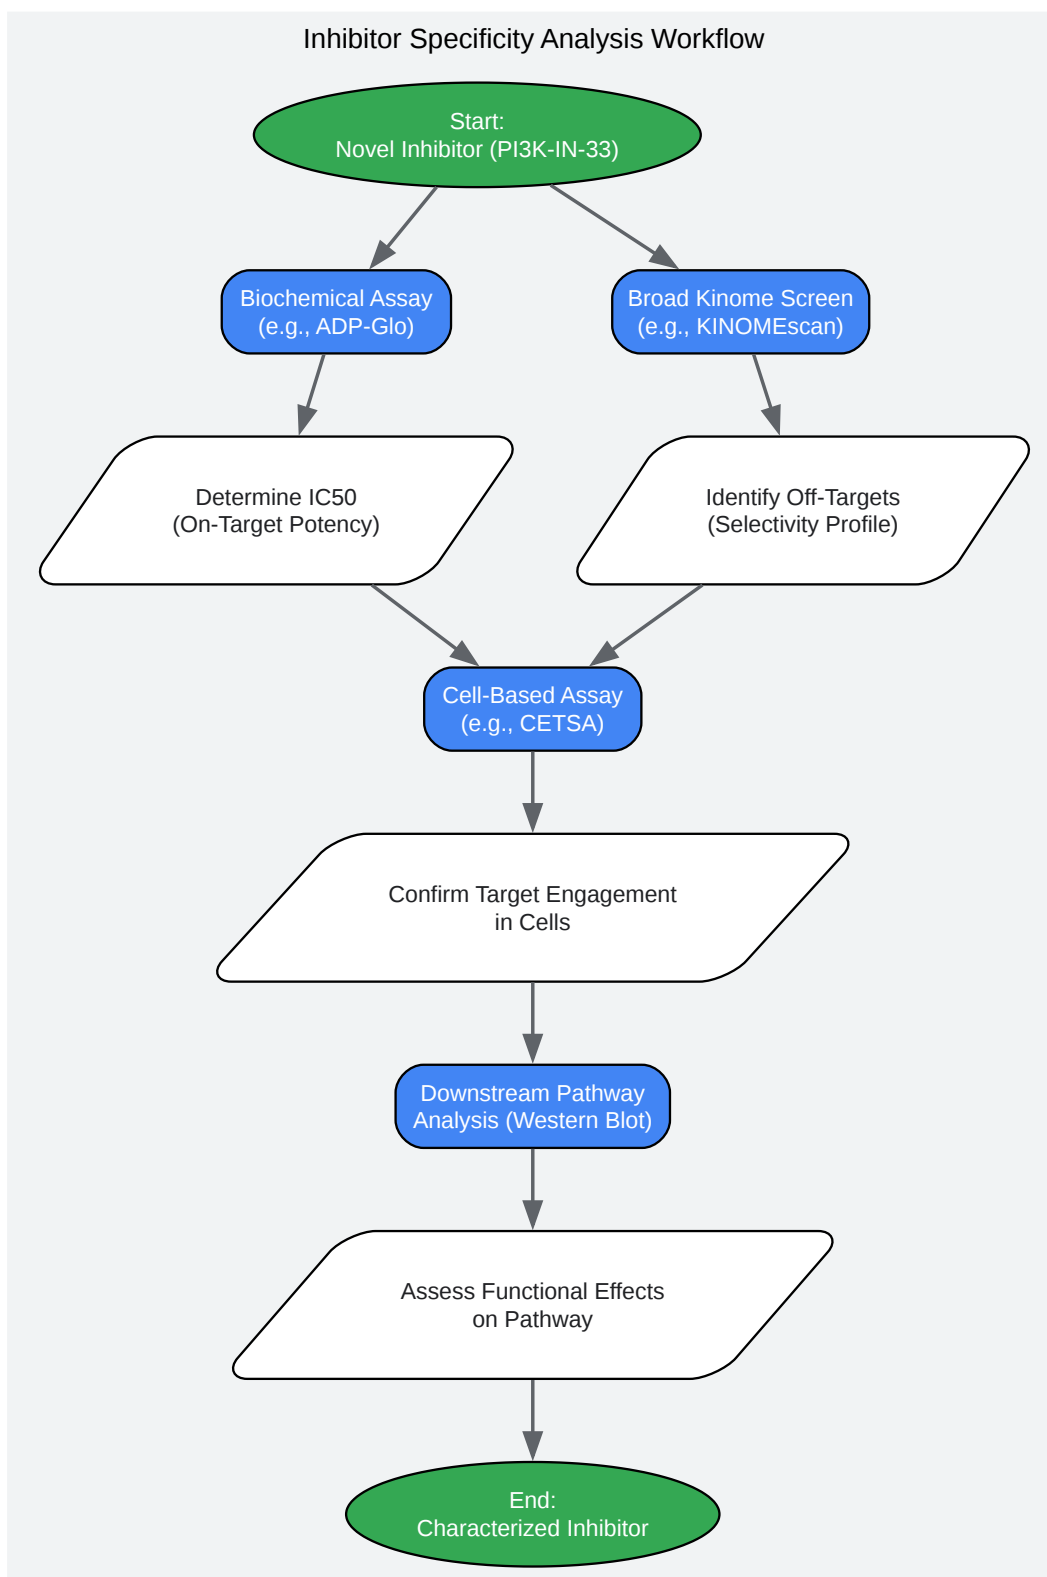 Inhibitor Specificity Analysis Workflow
Start:
Novel Inhibitor (PI3K-IN-33)
Biochemical Assay
(e.g., ADP-Glo)
Broad Kinome Screen
(e.g., KINOMEscan)
Determine IC50
(On-Target Potency)
Identify Off-Targets
(Selectivity Profile)
Cell-Based Assay
(e.g., CETSA)
Confirm Target Engagement
in Cells
Downstream Pathway
Analysis (Western Blot)
Assess Functional Effects
on Pathway
End:
Characterized Inhibitor